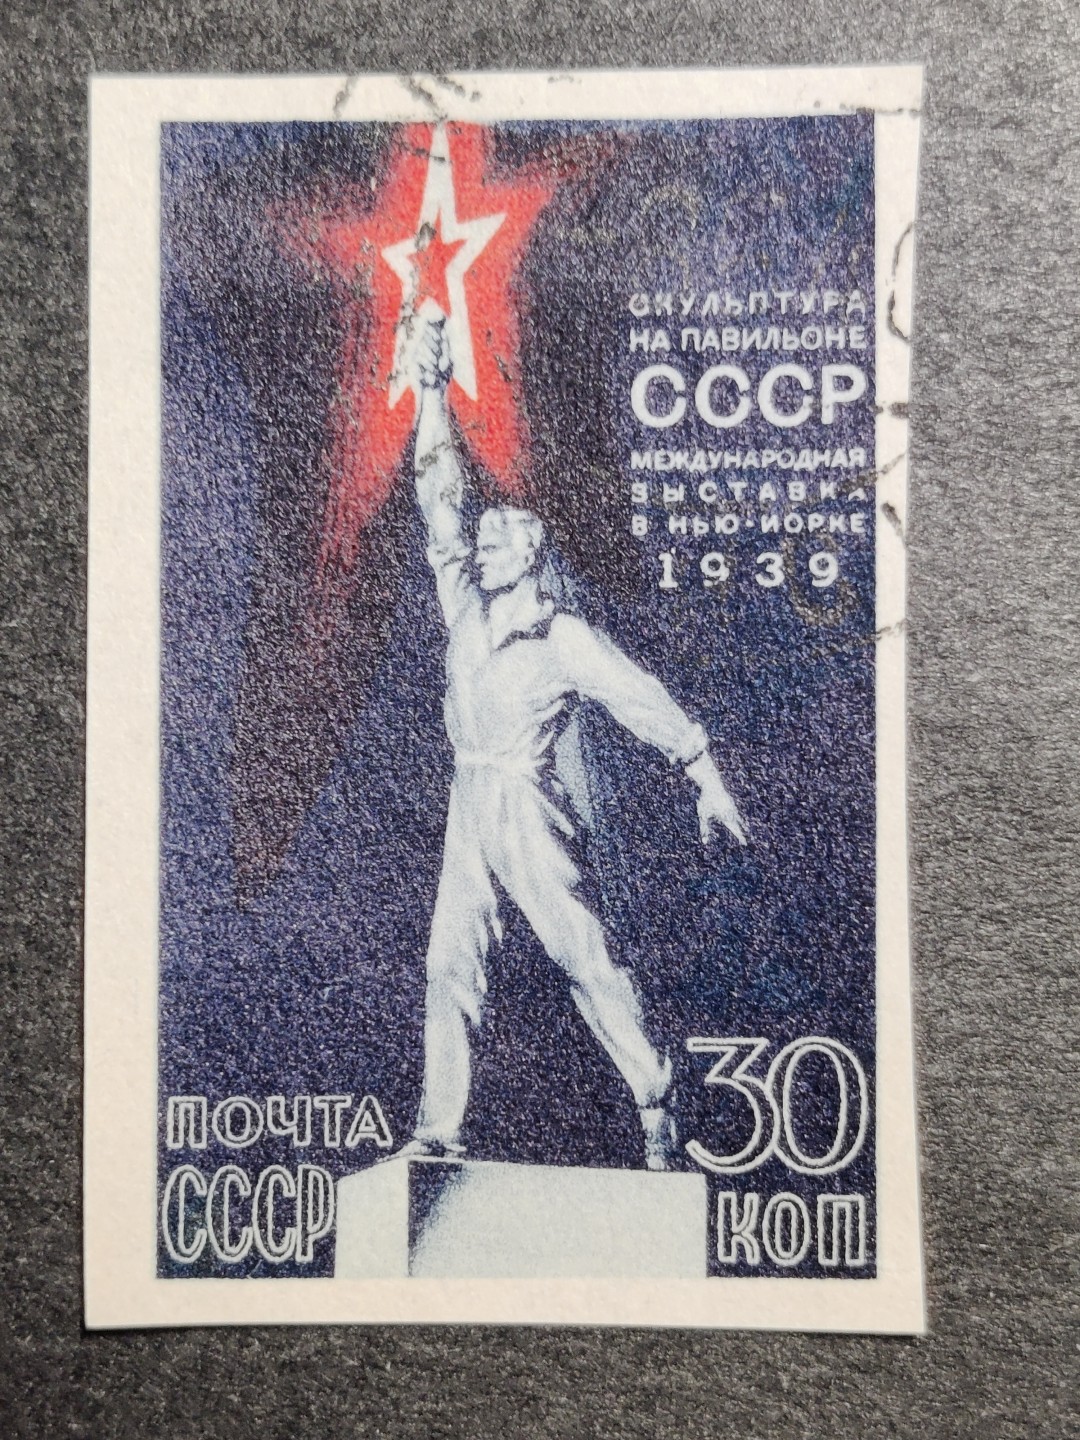 СКУЛЬПТУРА
НА ПАВИЛЬОНЕ
СССР
МЕЖДУНАРОДНАЯ
ВЫСТАВКА
В НЬЮ-ЙОРКЕ
1939
30
КОП
ПОЧТА
СССР